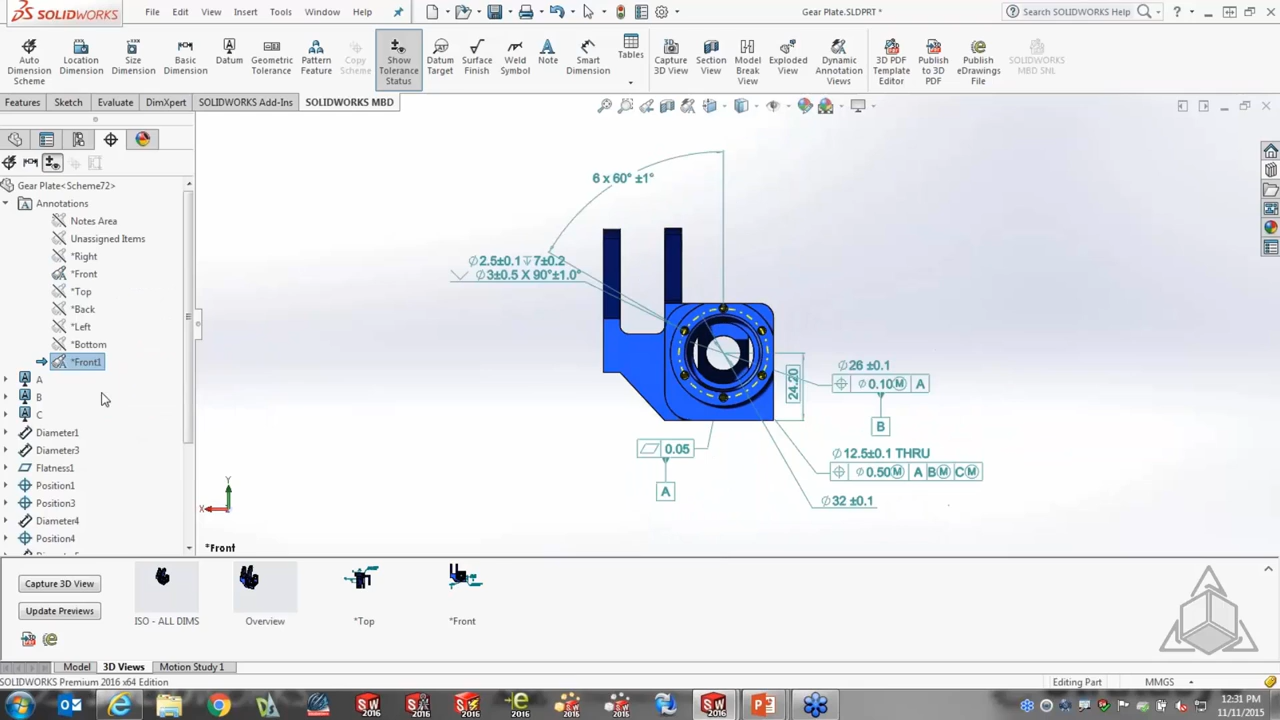 SOLIDWORKS File Edit View Insert Tools Window Help Gear Plate.SLDPRT * Search SOLIDWORKS Help
Auto Dimension Scheme
Location Dimension
Size Dimension
Basic Dimension
Datum
Geometric Tolerance
Pattern Feature
Copy Scheme
Show Tolerance Status
Datum Target
Surface Finish
Weld Symbol
Note
Smart Dimension
Tables
Capture 3D View
Section View
Model Break View
Exploded View
Dynamic Annotation Views
3D PDF Template Editor
Publish to 3D PDF
Publish eDrawings File
SOLIDWORKS MBD SNL
Features Sketch Evaluate DimXpert SOLIDWORKS Add-Ins SOLIDWORKS MBD
Gear Plate<Scheme72>
Annotations
Notes Area
Unassigned Items
*Right
*Front
*Top
*Back
*Left
*Bottom
*Front1
A
B
C
Diameter1
Diameter3
Flatness1
Position1
Position3
Diameter4
Position4
6 x 60° ±1°
∅2.5±0.1↧7±0.2
⌵ ∅3±0.5 X 90°±1.0°
24.20
∅26 ±0.1
⌖ ∅0.10Ⓜ A
B
⏥ 0.05
A
∅12.5±0.1 THRU
⌖ ∅0.50Ⓜ A BⓂ CⓂ
∅32 ±0.1
Y
X
*Front
Capture 3D View
Update Previews
ISO - ALL DIMS
Overview
*Top
*Front
Model 3D Views Motion Study 1
SOLIDWORKS Premium 2016 x64 Edition Editing Part MMGS
12:31 PM
11/11/2015